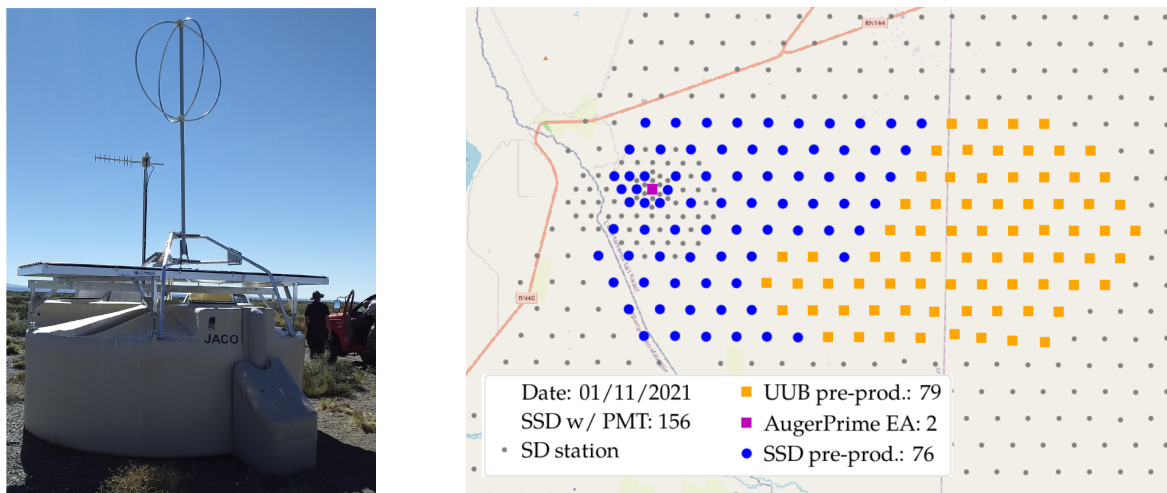 JACO
RN144
RN40
Date: 01/11/2021
SSD w/ PMT: 156
SD station
UUB pre-prod.: 79
AugerPrime EA: 2
SSD pre-prod.: 76